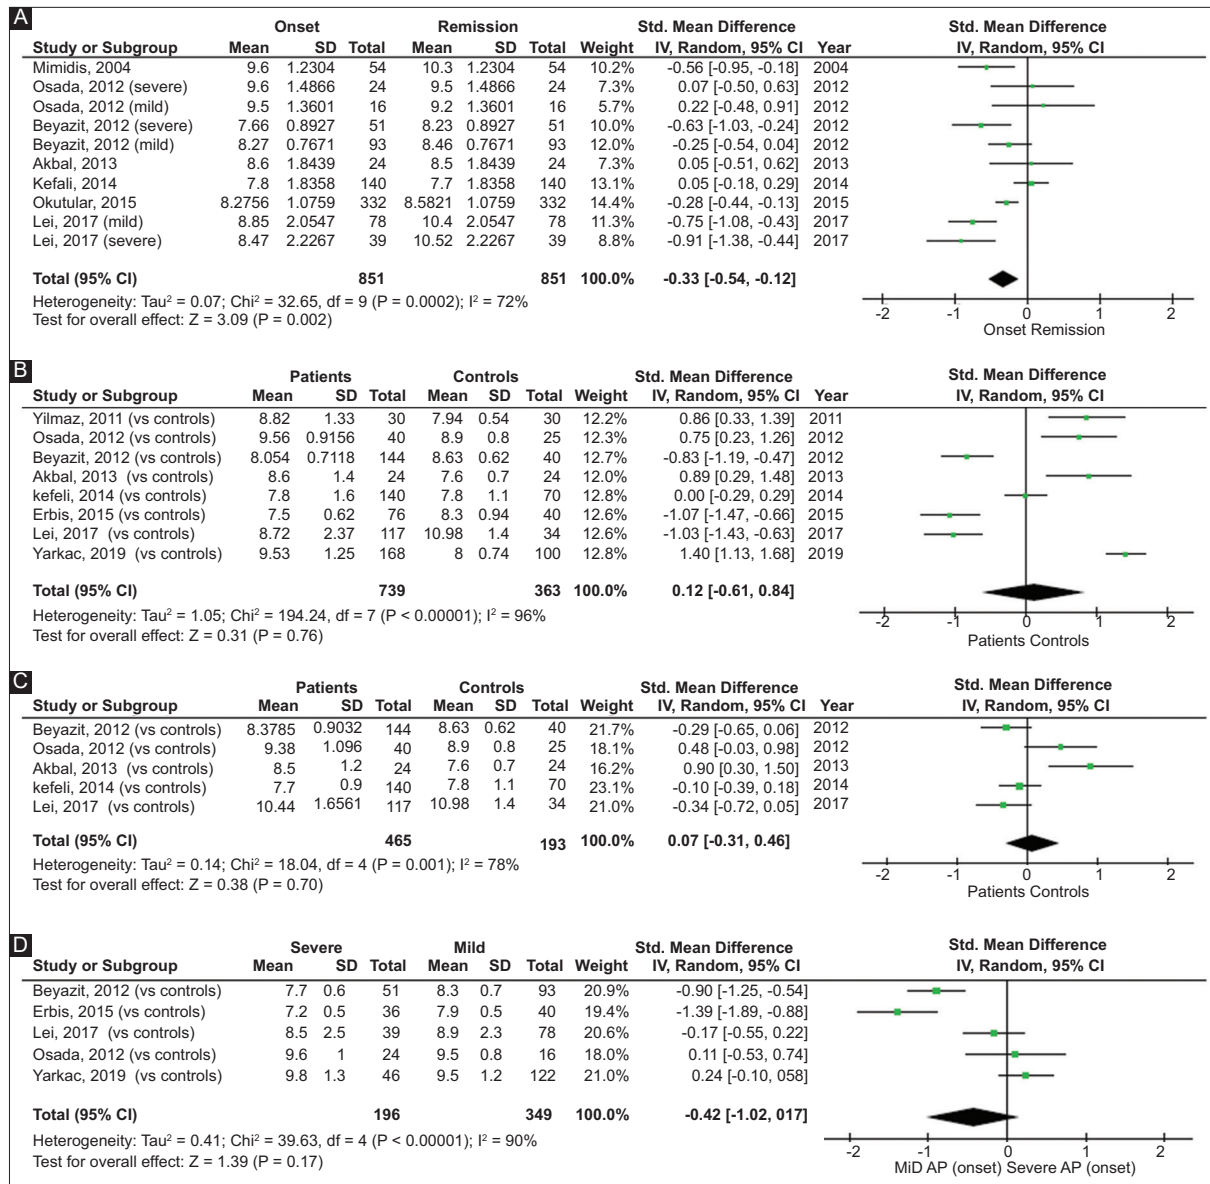 A
Onset Remission Std. Mean Difference Std. Mean Difference
Study or Subgroup Mean SD Total Mean SD Total Weight IV, Random, 95% CI Year IV, Random, 95% CI
Mimidis, 2004 9.6 1.2304 54 10.3 1.2304 54 10.2% -0.56 [-0.95, -0.18] 2004
Osada, 2012 (severe) 9.6 1.4866 24 9.5 1.4866 24 7.3% 0.07 [-0.50, 0.63] 2012
Osada, 2012 (mild) 9.5 1.3601 16 9.2 1.3601 16 5.7% 0.22 [-0.48, 0.91] 2012
Beyazit, 2012 (severe) 7.66 0.8927 51 8.23 0.8927 51 10.0% -0.63 [-1.03, -0.24] 2012
Beyazit, 2012 (mild) 8.27 0.7671 93 8.46 0.7671 93 12.0% -0.25 [-0.54, 0.04] 2012
Akbal, 2013 8.6 1.8439 24 8.5 1.8439 24 7.3% 0.05 [-0.51, 0.62] 2013
Kefali, 2014 7.8 1.8358 140 7.7 1.8358 140 13.1% 0.05 [-0.18, 0.29] 2014
Okutular, 2015 8.2756 1.0759 332 8.5821 1.0759 332 14.4% -0.28 [-0.44, -0.13] 2015
Lei, 2017 (mild) 8.85 2.0547 78 10.4 2.0547 78 11.3% -0.75 [-1.08, -0.43] 2017
Lei, 2017 (severe) 8.47 2.2267 39 10.52 2.2267 39 8.8% -0.91 [-1.38, -0.44] 2017
Total (95% CI) 851 851 100.0% -0.33 [-0.54, -0.12]
Heterogeneity: Tau² = 0.07; Chi² = 32.65, df = 9 (P = 0.0002); I² = 72%
Test for overall effect: Z = 3.09 (P = 0.002)
-2 -1 0 1 2
Onset Remission
B
Patients Controls Std. Mean Difference Std. Mean Difference
Study or Subgroup Mean SD Total Mean SD Total Weight IV, Random, 95% CI Year IV, Random, 95% CI
Yilmaz, 2011 (vs controls) 8.82 1.33 30 7.94 0.54 30 12.2% 0.86 [0.33, 1.39] 2011
Osada, 2012 (vs controls) 9.56 0.9156 40 8.9 0.8 25 12.3% 0.75 [0.23, 1.26] 2012
Beyazit, 2012 (vs controls) 8.054 0.7118 144 8.63 0.62 40 12.7% -0.83 [-1.19, -0.47] 2012
Akbal, 2013 (vs controls) 8.6 1.4 24 7.6 0.7 24 12.0% 0.89 [0.29, 1.48] 2013
kefeli, 2014 (vs controls) 7.8 1.6 140 7.8 1.1 70 12.8% 0.00 [-0.29, 0.29] 2014
Erbis, 2015 (vs controls) 7.5 0.62 76 8.3 0.94 40 12.6% -1.07 [-1.47, -0.66] 2015
Lei, 2017 (vs controls) 8.72 2.37 117 10.98 1.4 34 12.6% -1.03 [-1.43, -0.63] 2017
Yarkac, 2019 (vs controls) 9.53 1.25 168 8 0.74 100 12.8% 1.40 [1.13, 1.68] 2019
Total (95% CI) 739 363 100.0% 0.12 [-0.61, 0.84]
Heterogeneity: Tau² = 1.05; Chi² = 194.24, df = 7 (P < 0.00001); I² = 96%
Test for overall effect: Z = 0.31 (P = 0.76)
-2 -1 0 1 2
Patients Controls
C
Patients Controls Std. Mean Difference Std. Mean Difference
Study or Subgroup Mean SD Total Mean SD Total Weight IV, Random, 95% CI Year IV, Random, 95% CI
Beyazit, 2012 (vs controls) 8.3785 0.9032 144 8.63 0.62 40 21.7% -0.29 [-0.65, 0.06] 2012
Osada, 2012 (vs controls) 9.38 1.096 40 8.9 0.8 25 18.1% 0.48 [-0.03, 0.98] 2012
Akbal, 2013 (vs controls) 8.5 1.2 24 7.6 0.7 24 16.2% 0.90 [0.30, 1.50] 2013
kefeli, 2014 (vs controls) 7.7 0.9 140 7.8 1.1 70 23.1% -0.10 [-0.39, 0.18] 2014
Lei, 2017 (vs controls) 10.44 1.6561 117 10.98 1.4 34 21.0% -0.34 [-0.72, 0.05] 2017
Total (95% CI) 465 193 100.0% 0.07 [-0.31, 0.46]
Heterogeneity: Tau² = 0.14; Chi² = 18.04, df = 4 (P = 0.001); I² = 78%
Test for overall effect: Z = 0.38 (P = 0.70)
-2 -1 0 1 2
Patients Controls
D
Severe Mild Std. Mean Difference Std. Mean Difference
Study or Subgroup Mean SD Total Mean SD Total Weight IV, Random, 95% CI IV, Random, 95% CI
Beyazit, 2012 (vs controls) 7.7 0.6 51 8.3 0.7 93 20.9% -0.90 [-1.25, -0.54]
Erbis, 2015 (vs controls) 7.2 0.5 36 7.9 0.5 40 19.4% -1.39 [-1.89, -0.88]
Lei, 2017 (vs controls) 8.5 2.5 39 8.9 2.3 78 20.6% -0.17 [-0.55, 0.22]
Osada, 2012 (vs controls) 9.6 1 24 9.5 0.8 16 18.0% 0.11 [-0.53, 0.74]
Yarkac, 2019 (vs controls) 9.8 1.3 46 9.5 1.2 122 21.0% 0.24 [-0.10, 058]
Total (95% CI) 196 349 100.0% -0.42 [-1.02, 017]
Heterogeneity: Tau² = 0.41; Chi² = 39.63, df = 4 (P < 0.00001); I² = 90%
Test for overall effect: Z = 1.39 (P = 0.17)
-2 -1 0 1 2
MiD AP (onset) Severe AP (onset)